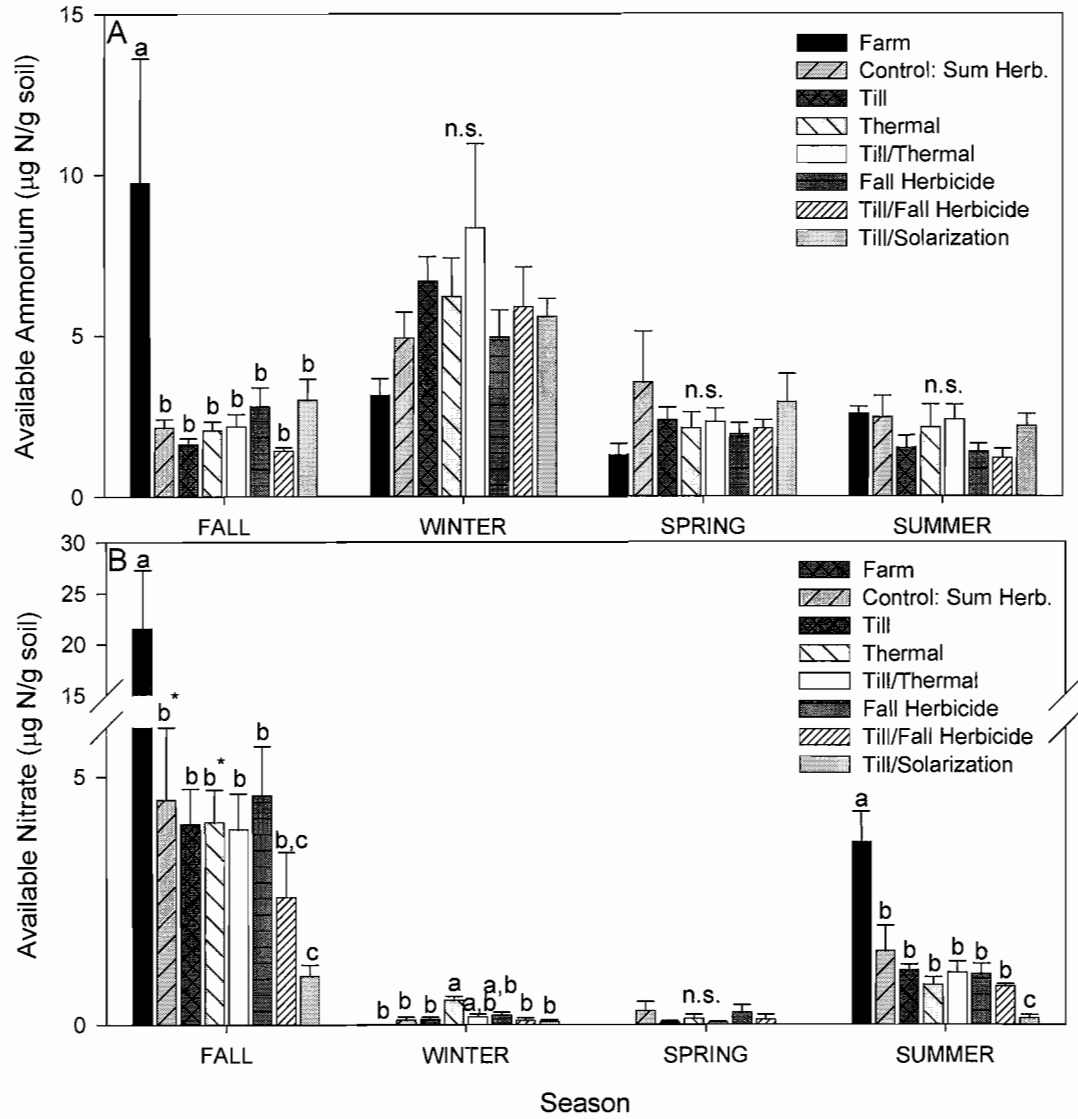 A
15
10
5
0
Available Ammonium (µg N/g soil)
a
b
b
b
b
b
b
b
n.s.
n.s.
n.s.
Farm
Control: Sum Herb.
Till
Thermal
Till/Thermal
Fall Herbicide
Till/Fall Herbicide
Till/Solarization
FALL WINTER SPRING SUMMER
B
30
25
20
15
5
0
Available Nitrate (µg N/g soil)
a
b *
b
b *
b
b
b,c
c
b
b
b
a
a,b
a,b
b
b
n.s.
a
b
b
b
b
b
b
c
Farm
Control: Sum Herb.
Till
Thermal
Till/Thermal
Fall Herbicide
Till/Fall Herbicide
Till/Solarization
FALL WINTER SPRING SUMMER
Season